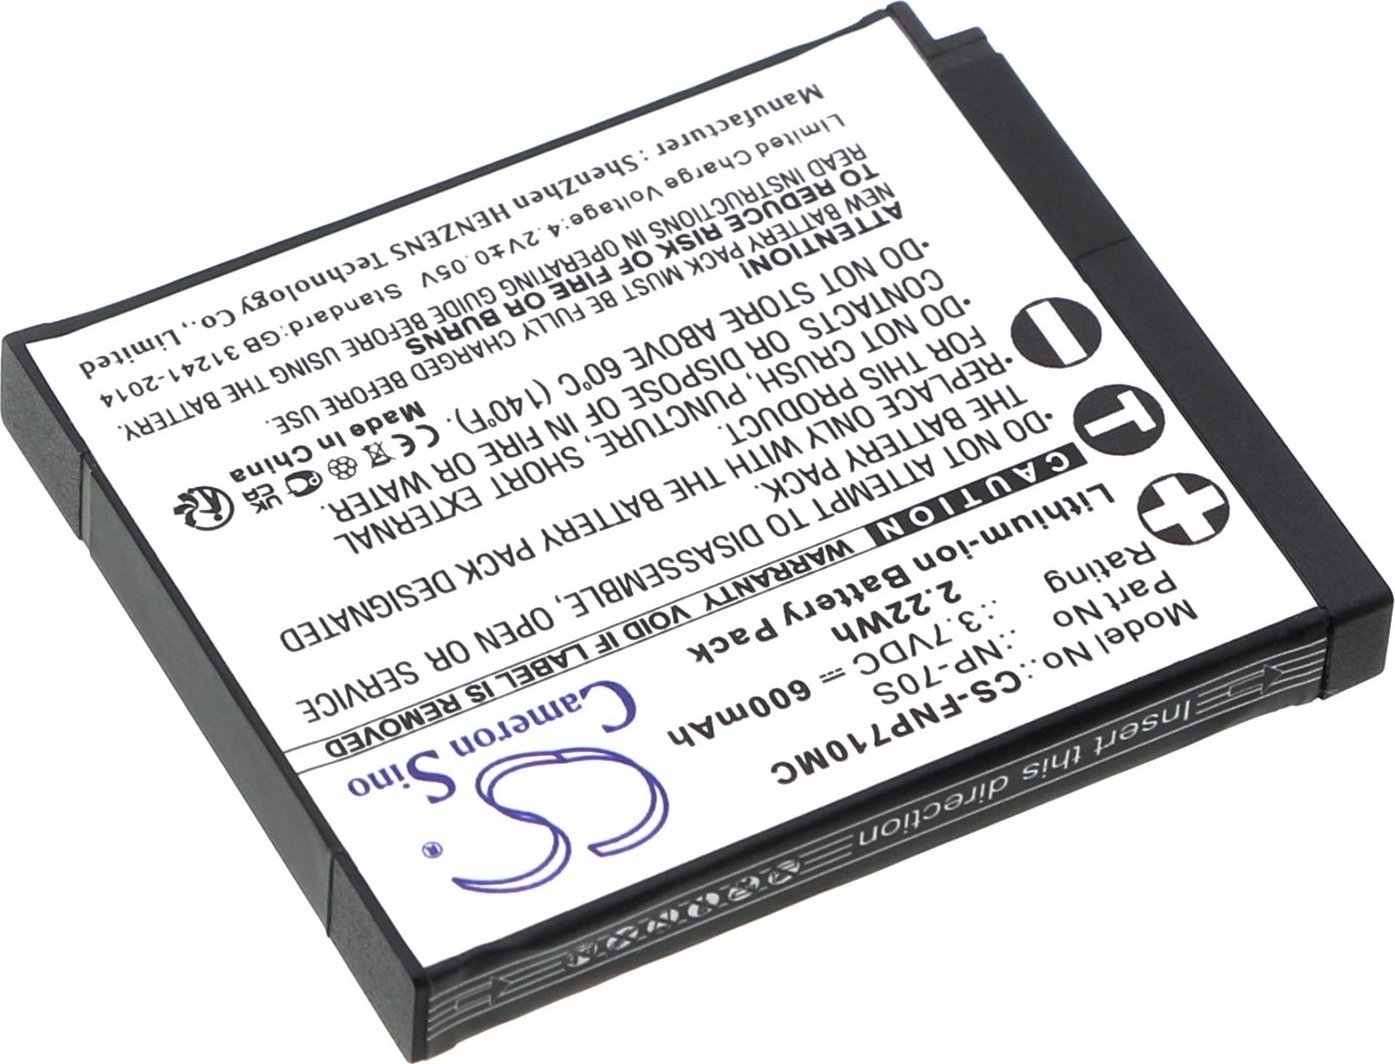 Cameron Sino
®
Model No.:CS-FNP710MC
Part No :NP-70S
Rating :3.7VDC ⎓ 600mAh
2.22Wh
Lithium-ion Battery Pack
CAUTION WARRANTY VOID IF LABEL IS REMOVED
•DO NOT ATTEMPT TO DISASSEMBLE, OPEN OR SERVICE
THE BATTERY PACK.
•REPLACE ONLY WITH THE BATTERY PACK DESIGNATED
FOR THIS PRODUCT.
•DO NOT CRUSH, PUNCTURE, SHORT EXTERNAL
CONTACTS OR DISPOSE OF IN FIRE OR WATER.
•DO NOT STORE ABOVE 60°C (140°F).
ATTENTION!
NEW BATTERY PACK MUST BE FULLY CHARGED BEFORE USE.
TO REDUCE RISK OF FIRE OR BURNS
READ INSTRUCTIONS IN OPERATING GUIDE BEFORE USING THE BATTERY.
Limited Charge Voltage:4.2V±0.05V Standard:GB 31241-2014
Manufacturer : ShenZhen HENZENS Technology Co., Limited
+
T
−
CE
UKCA
Made in China
Insert this direction